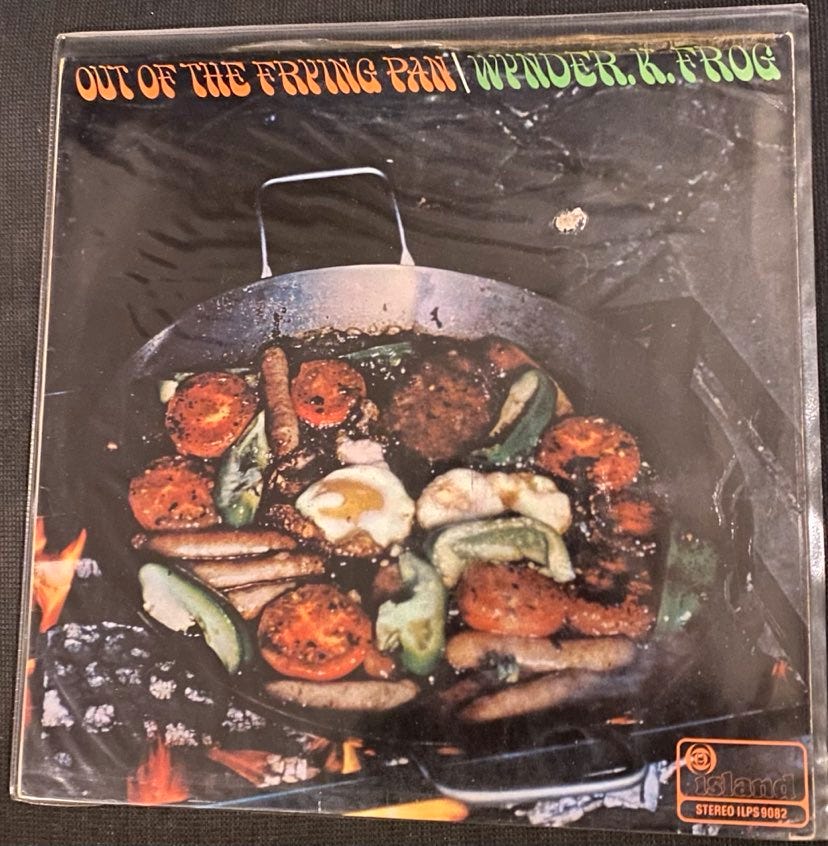 OUT OF THE FRYING PAN | WYNDER. K. FROG
island
STEREO ILPS 9082